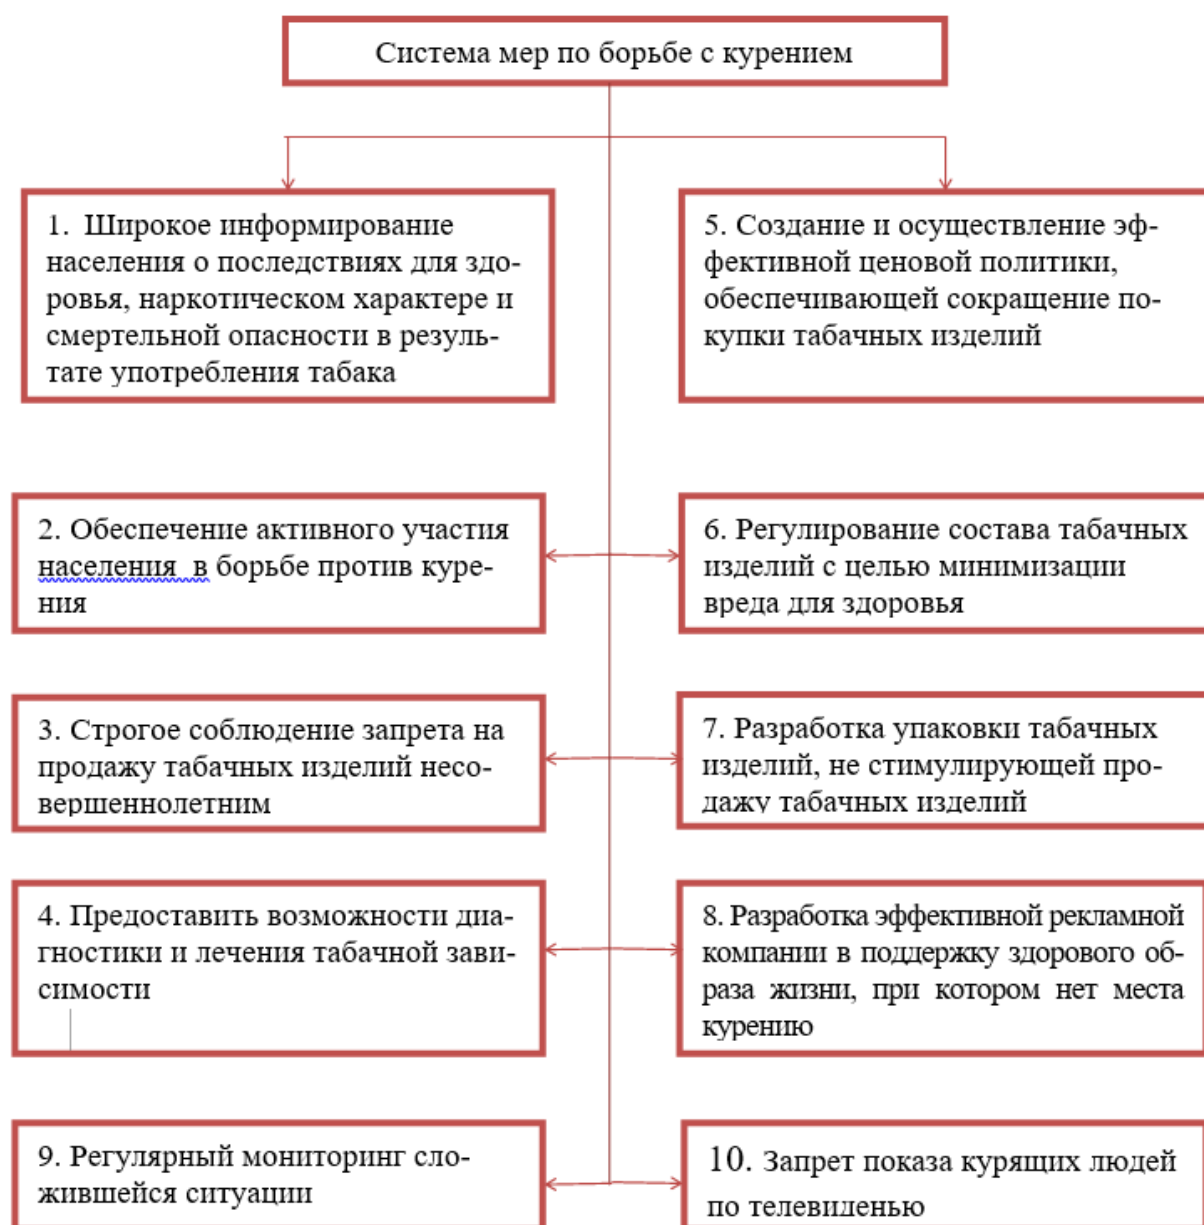 Система мер по борьбе с курением
1. Широкое информирование
населения о последствиях для здо-
ровья, наркотическом характере и
смертельной опасности в резуль-
тате употребления табака
5. Создание и осуществление эф-
фективной ценовой политики,
обеспечивающей сокращение по-
купки табачных изделий
2. Обеспечение активного участия
населения в борьбе против куре-
ния
6. Регулирование состава табачных
изделий с целью минимизации
вреда для здоровья
3. Строгое соблюдение запрета на
продажу табачных изделий несо-
вершеннолетним
7. Разработка упаковки табачных
изделий, не стимулирующей про-
дажу табачных изделий
4. Предоставить возможности диа-
гностики и лечения табачной зави-
симости
8. Разработка эффективной рекламной
компании в поддержку здорового об-
раза жизни, при котором нет места
курению
9. Регулярный мониторинг сло-
жившейся ситуации
10. Запрет показа курящих людей
по телевиденью